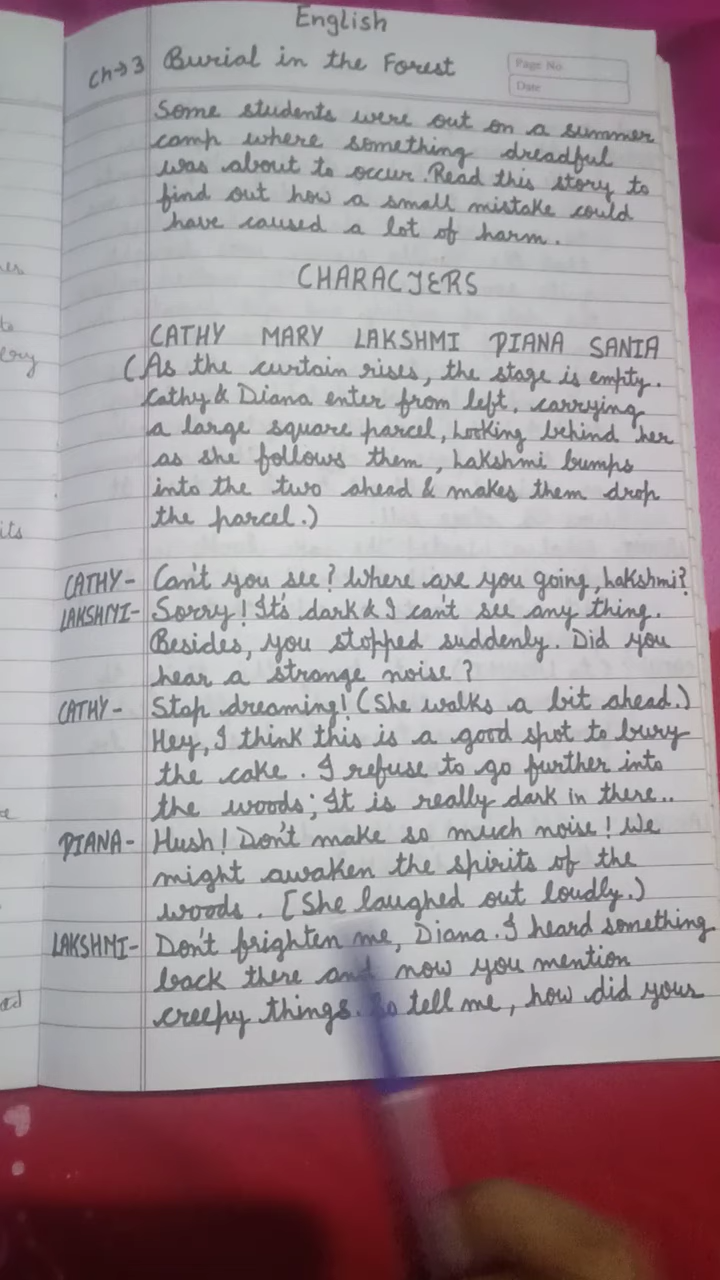 English
Ch→3 Burial in the Forest
Page No.
Date
Some students were out on a summer
camp where something dreadful
was about to occur. Read this story to
find out how a small mistake could
have caused a lot of harm.
CHARACTERS
CATHY MARY LAKSHMI DIANA SANIA
(As the curtain rises, the stage is empty.
Cathy & Diana enter from left, carrying
a large square parcel, Looking behind her
as she follows them, Lakshmi bumps
into the two ahead & makes them drop
the parcel.)
CATHY- Can't you see? Where are you going, Lakshmi?
LAKSHMI- Sorry! It's dark & I can't see any thing.
Besides, you stopped suddenly. Did you
hear a strange noise?
CATHY- Stop dreaming! (She walks a bit ahead.)
Hey, I think this is a good spot to bury
the cake. I refuse to go further into
the woods; It is really dark in there..
DIANA- Hush! Don't make so much noise! We
might awaken the spirits of the
woods. [She laughed out loudly.)
LAKSHMI- Don't frighten me, Diana. I heard something
back there and now you mention
creepy things. tell me, how did your